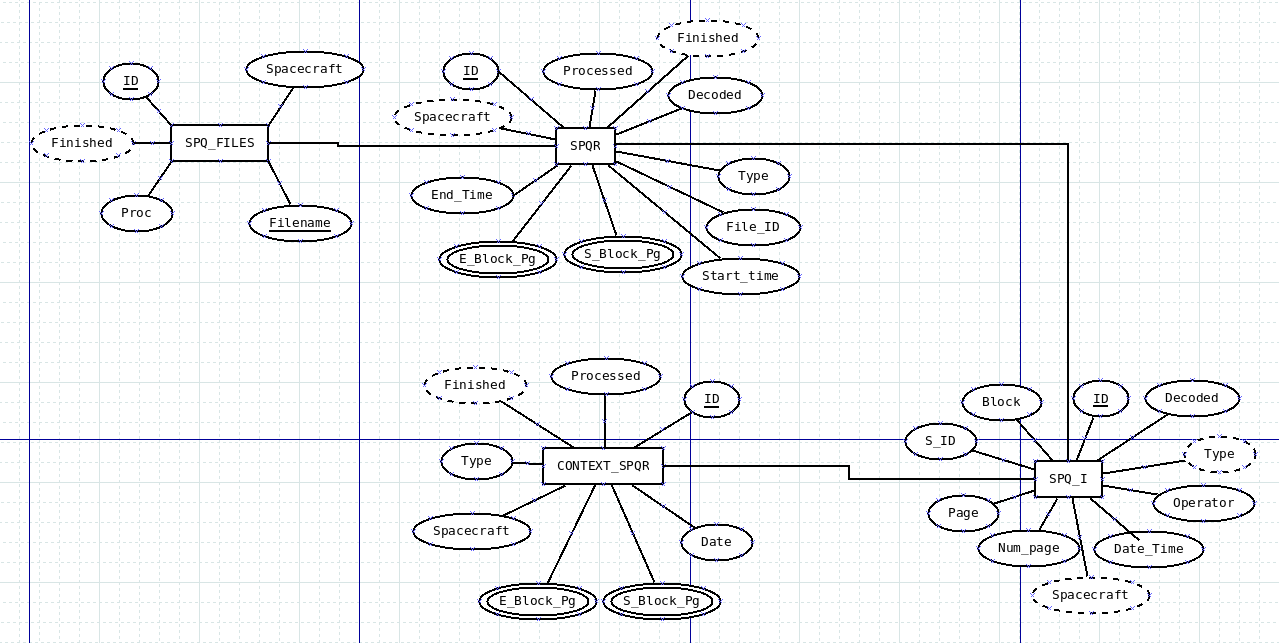 ID
Spacecraft
Finished
SPQ_FILES
Proc
Filename
Finished
ID
Processed
Decoded
Spacecraft
SPQR
Type
End_Time
File_ID
E_Block_Pg
S_Block_Pg
Start_time
Finished
Processed
ID
Type
CONTEXT_SPQR
Spacecraft
Date
E_Block_Pg
S_Block_Pg
Block
ID
Decoded
S_ID
Type
SPQ_I
Page
Operator
Num_page
Date_Time
Spacecraft